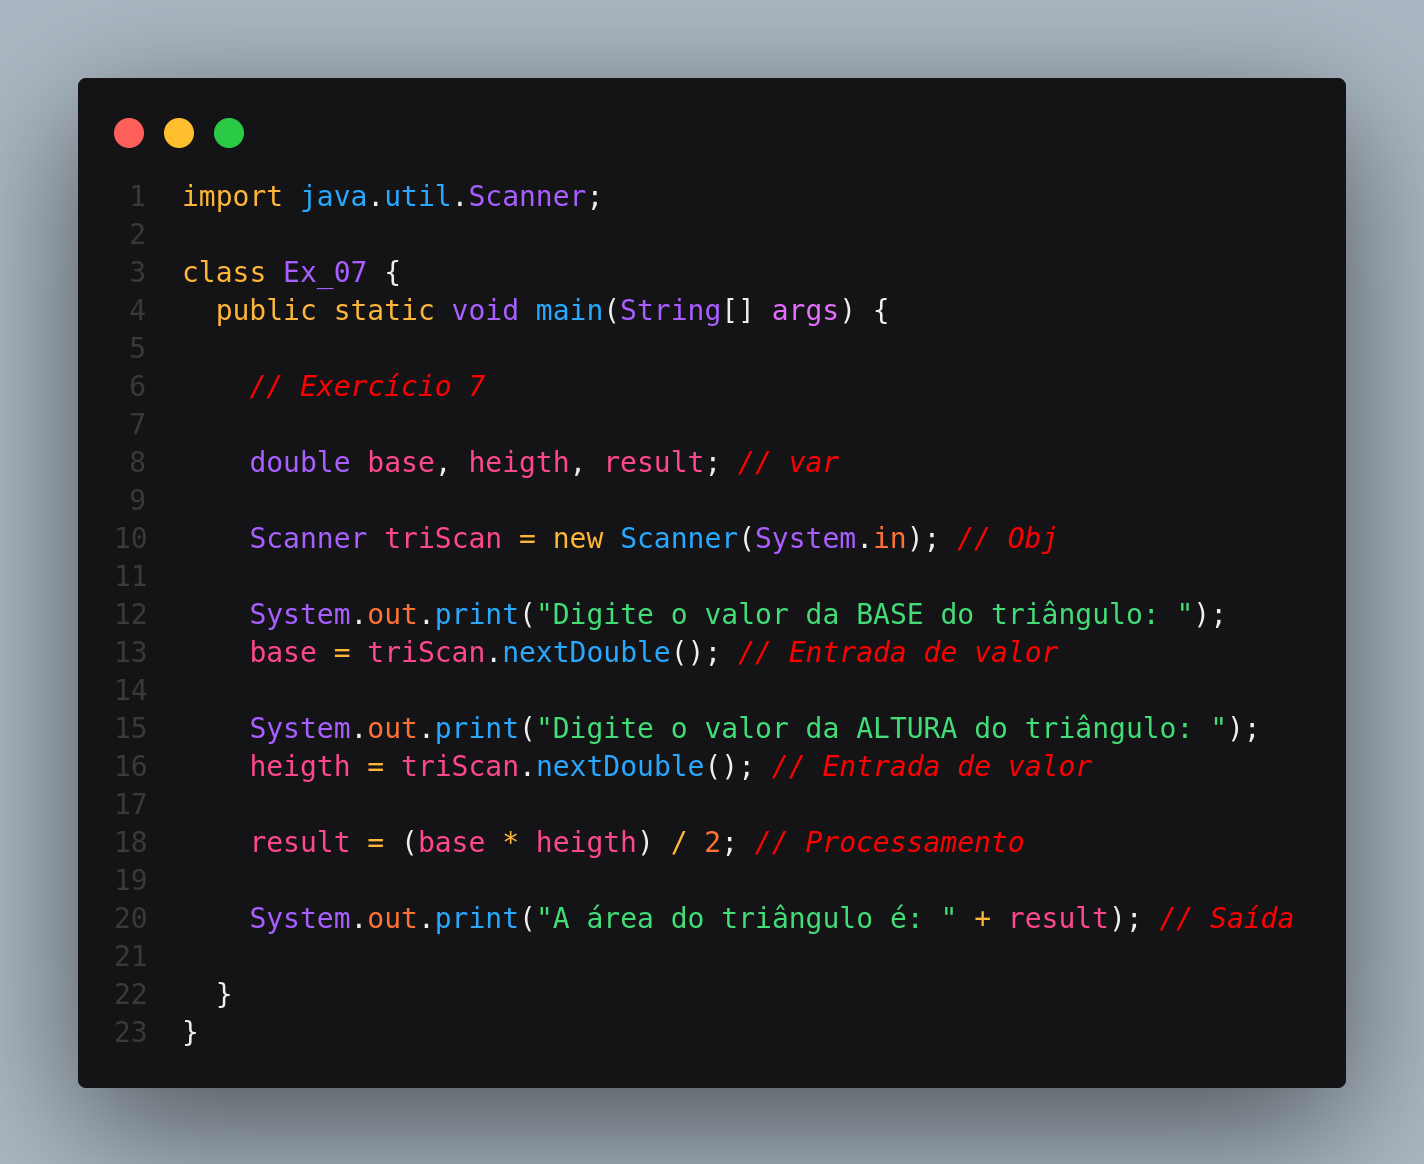 1 import java.util.Scanner;
2
3 class Ex_07 {
4   public static void main(String[] args) {
5
6     // Exercício 7
7
8     double base, heigth, result; // var
9
10     Scanner triScan = new Scanner(System.in); // Obj
11
12     System.out.print("Digite o valor da BASE do triângulo: ");
13     base = triScan.nextDouble(); // Entrada de valor
14
15     System.out.print("Digite o valor da ALTURA do triângulo: ");
16     heigth = triScan.nextDouble(); // Entrada de valor
17
18     result = (base * heigth) / 2; // Processamento
19
20     System.out.print("A área do triângulo é: " + result); // Saída
21
22   }
23 }